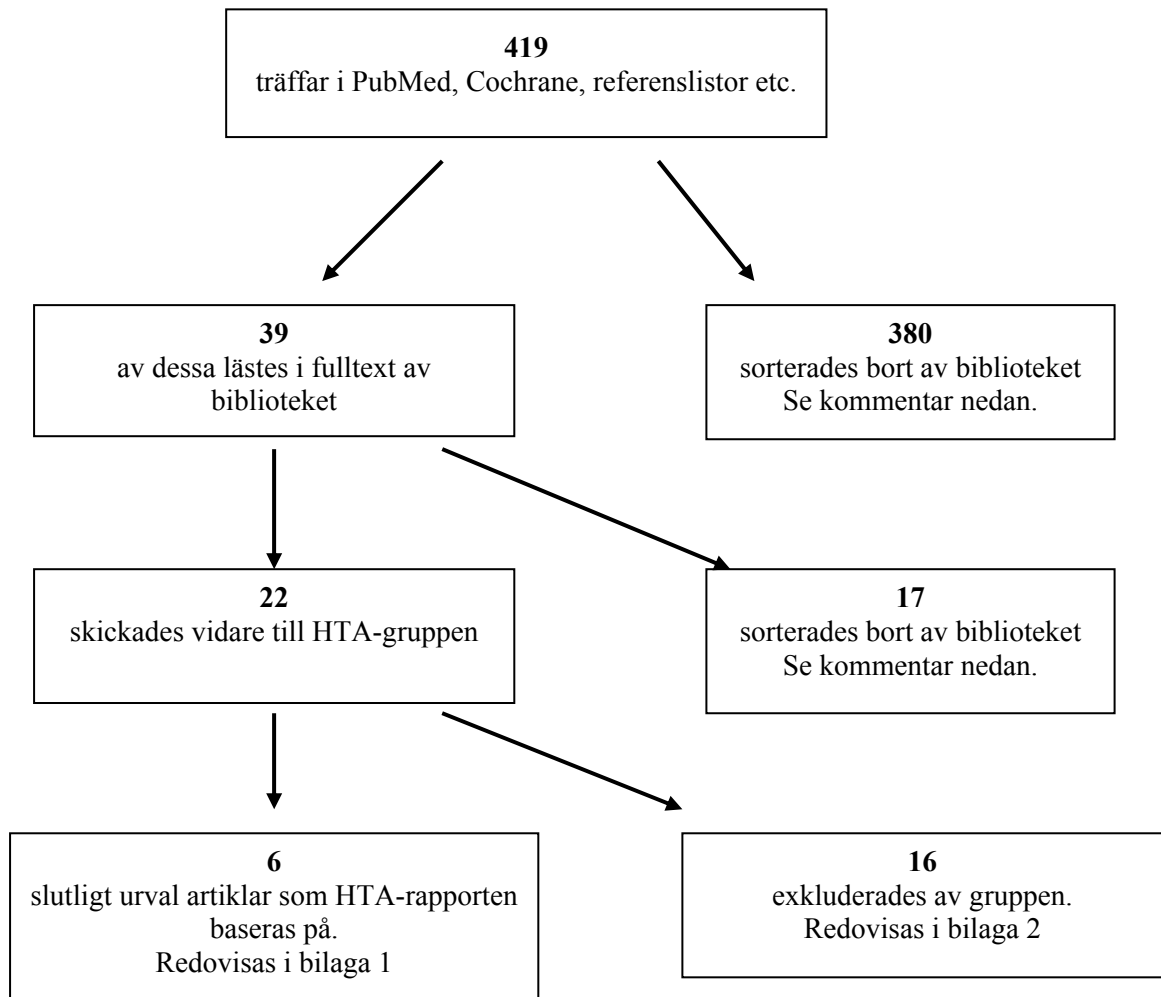 419
träffar i PubMed, Cochrane, referenslistor etc.
39
av dessa lästes i fulltext av
biblioteket
380
sorterades bort av biblioteket
Se kommentar nedan.
22
skickades vidare till HTA-gruppen
17
sorterades bort av biblioteket
Se kommentar nedan.
6
slutligt urval artiklar som HTA-rapporten
baseras på.
Redovisas i bilaga 1
16
exkluderades av gruppen.
Redovisas i bilaga 2